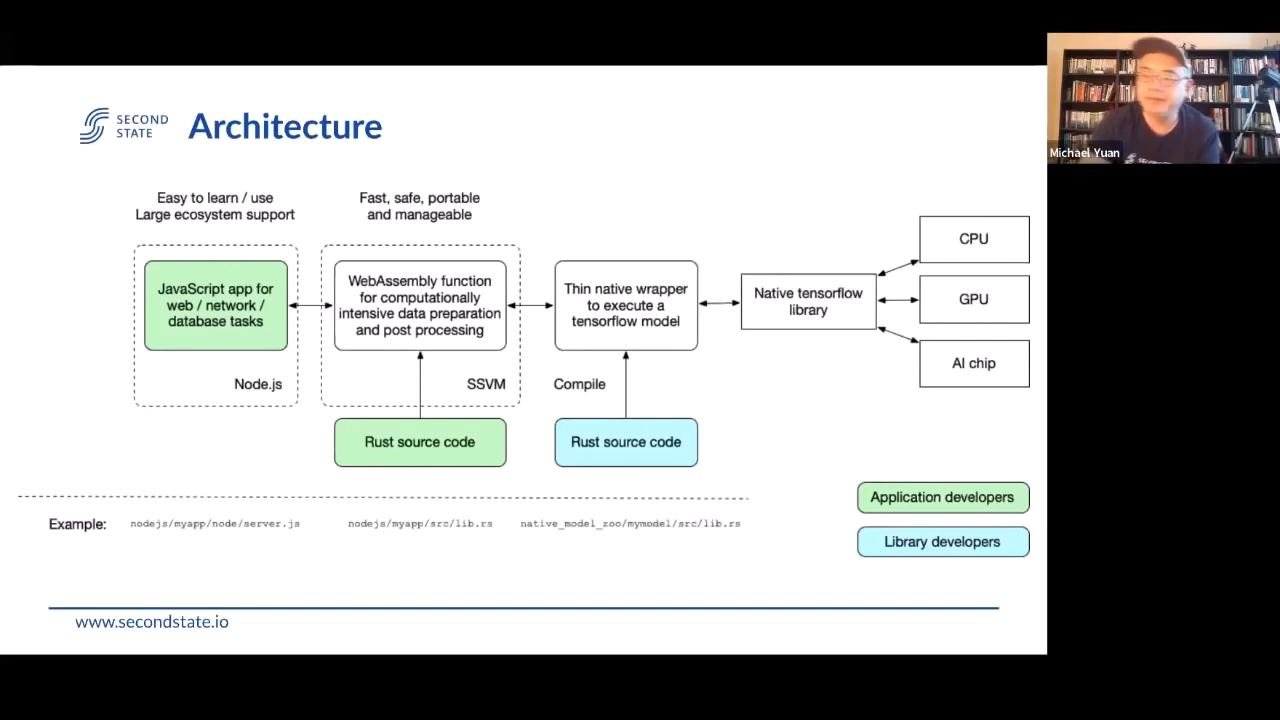 SECOND
STATE
Architecture
Michael Yuan
Easy to learn / use
Large ecosystem support
Fast, safe, portable
and manageable
JavaScript app for
web / network /
database tasks
Node.js
WebAssembly function
for computationally
intensive data preparation
and post processing
SSVM
Thin native wrapper
to execute a
tensorflow model
Compile
Native tensorflow
library
CPU
GPU
AI chip
Rust source code
Rust source code
Application developers
Library developers
Example:
nodejs/myapp/node/server.js
nodejs/myapp/src/lib.rs
native_model_zoo/mymodel/src/lib.rs
www.secondstate.io